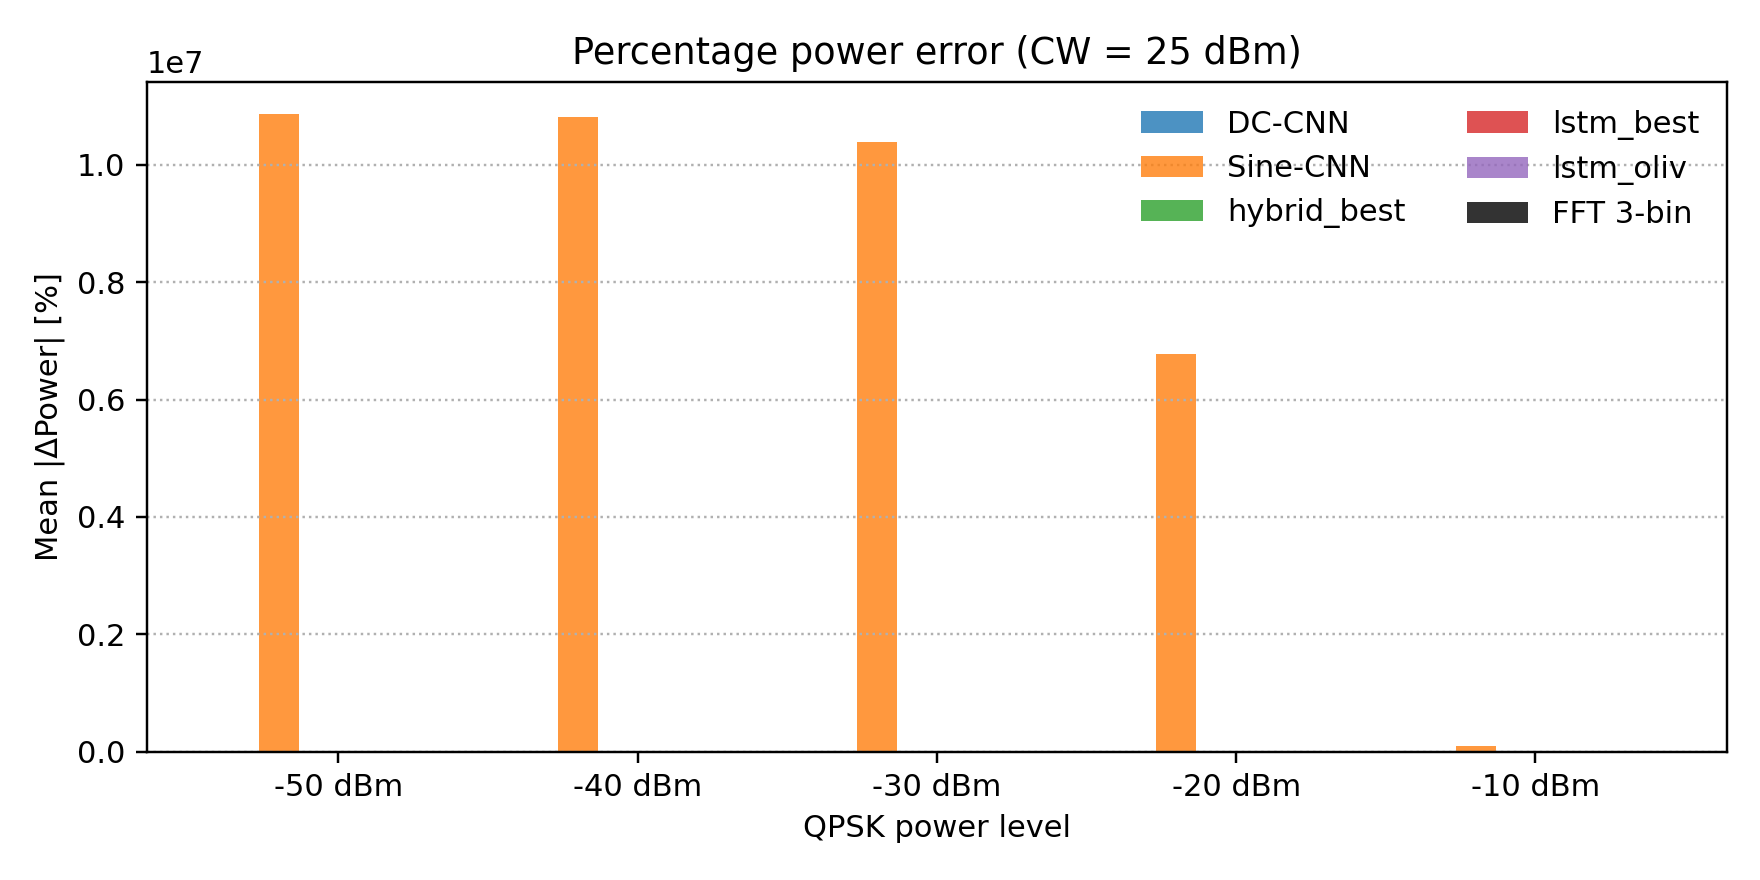 Percentage power error (CW = 25 dBm)
1e7
Mean |ΔPower| [%]
1.0
0.8
0.6
0.4
0.2
0.0
DC-CNN
Sine-CNN
hybrid_best
lstm_best
lstm_oliv
FFT 3-bin
-50 dBm
-40 dBm
-30 dBm
-20 dBm
-10 dBm
QPSK power level